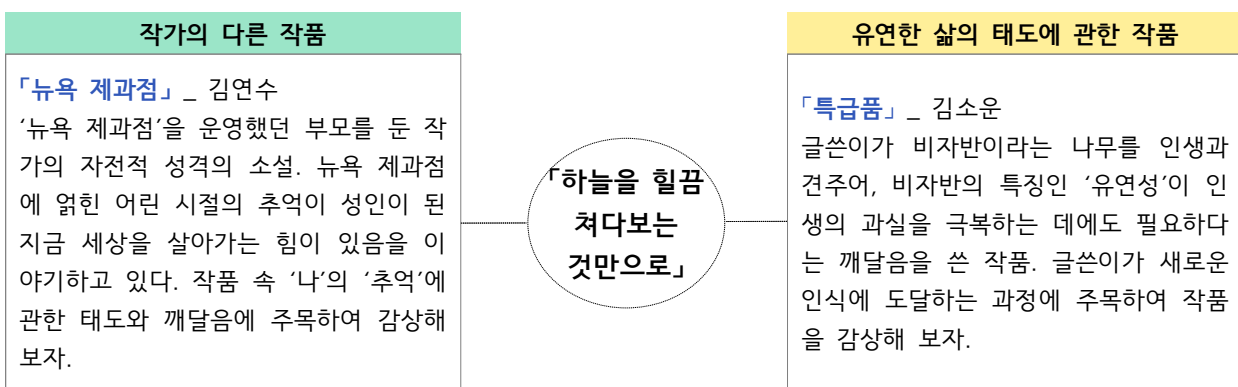 작가의 다른 작품
「뉴욕 제과점」 _ 김연수
‘뉴욕 제과점’을 운영했던 부모를 둔 작
가의 자전적 성격의 소설. 뉴욕 제과점
에 얽힌 어린 시절의 추억이 성인이 된
지금 세상을 살아가는 힘이 있음을 이
야기하고 있다. 작품 속 ‘나’의 ‘추억’에
관한 태도와 깨달음에 주목하여 감상해
보자.
「하늘을 힐끔
쳐다보는
것만으로」
유연한 삶의 태도에 관한 작품
「특급품」 _ 김소운
글쓴이가 비자반이라는 나무를 인생과
견주어, 비자반의 특징인 ‘유연성’이 인
생의 과실을 극복하는 데에도 필요하다
는 깨달음을 쓴 작품. 글쓴이가 새로운
인식에 도달하는 과정에 주목하여 작품
을 감상해 보자.